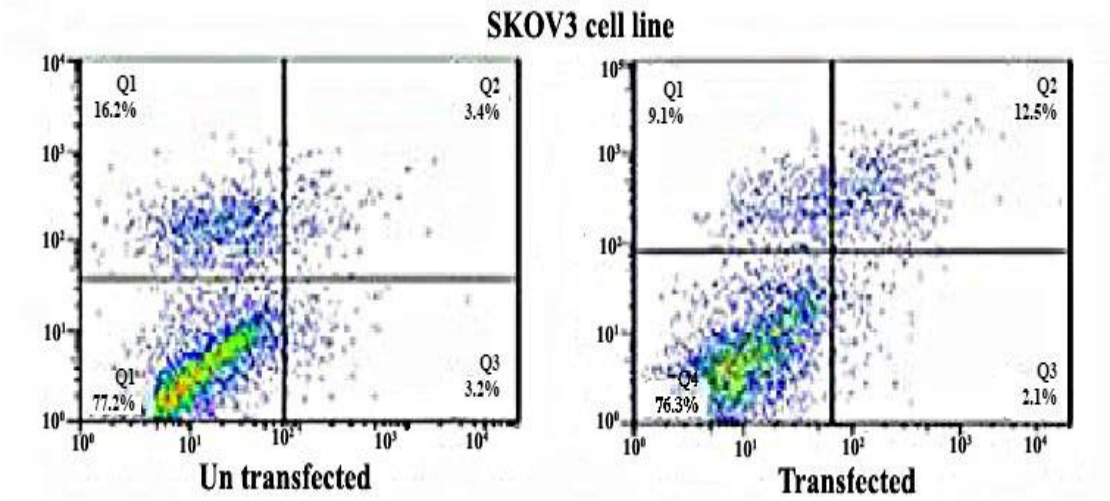 SKOV3 cell line
10⁴
Q1
16.2%
Q2
3.4%
10³
10²
10¹
Q1
77.2%
Q3
3.2%
10⁰
10⁰ 10¹ 10² 10³ 10⁴
Un transfected
10⁵
Q1
9.1%
Q2
12.5%
10³
10²
10¹
Q4
76.3%
Q3
2.1%
10⁰
10⁰ 10¹ 10² 10³ 10⁴
Transfected